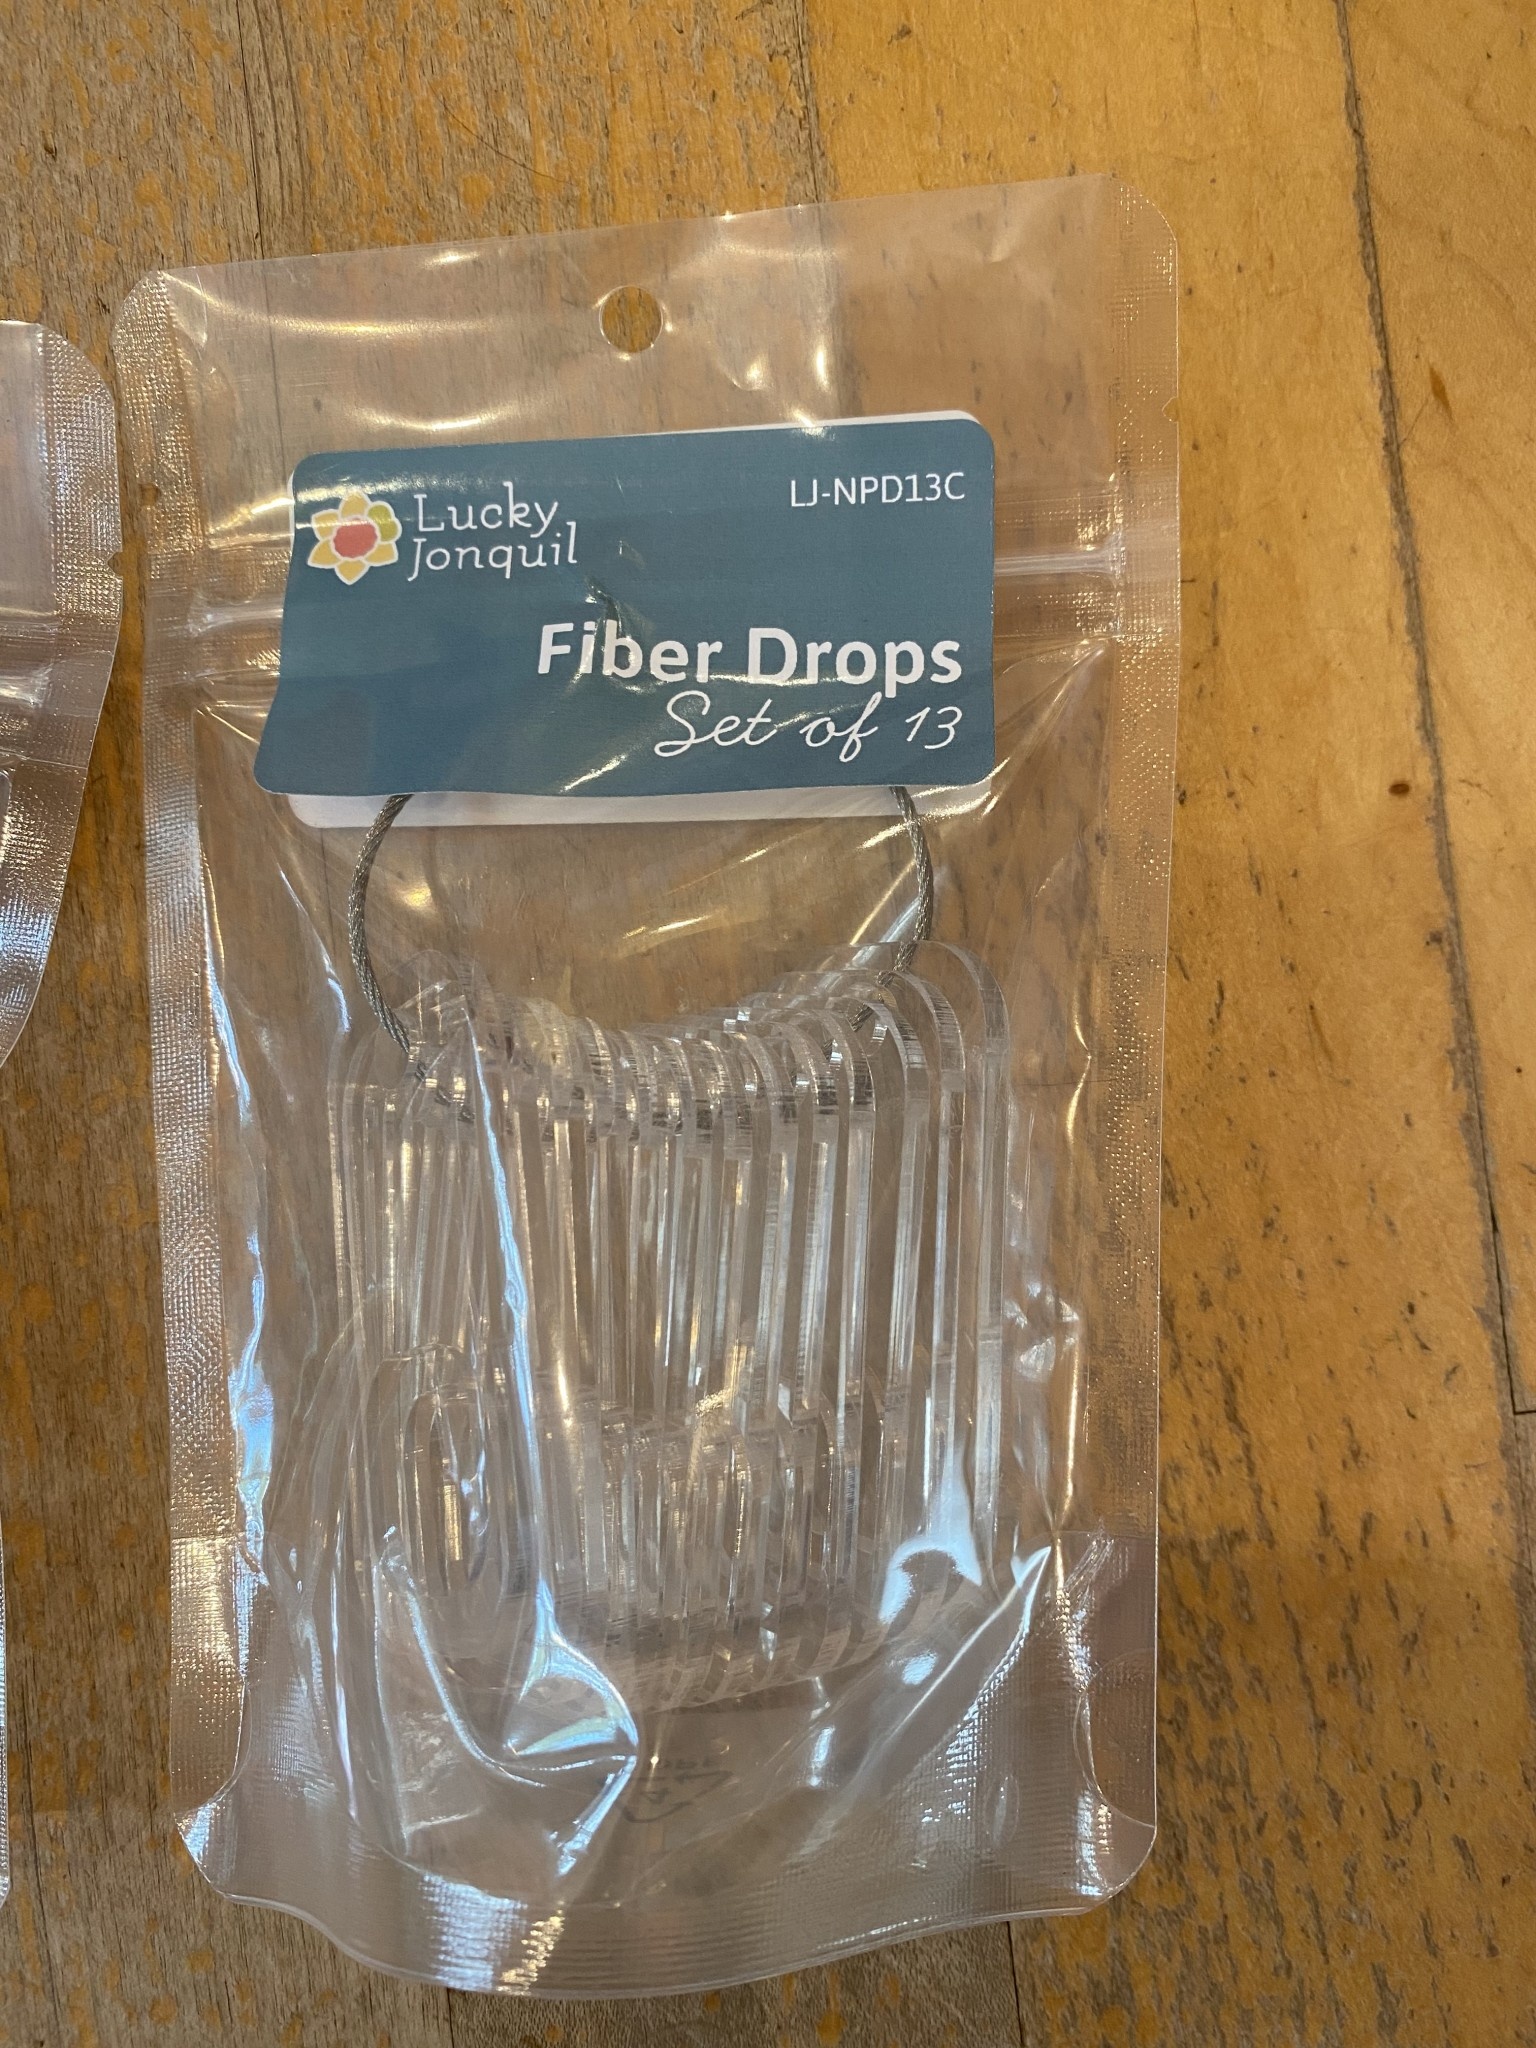 Lucky
Jonquil
LJ-NPD13C
Fiber Drops
Set of 13